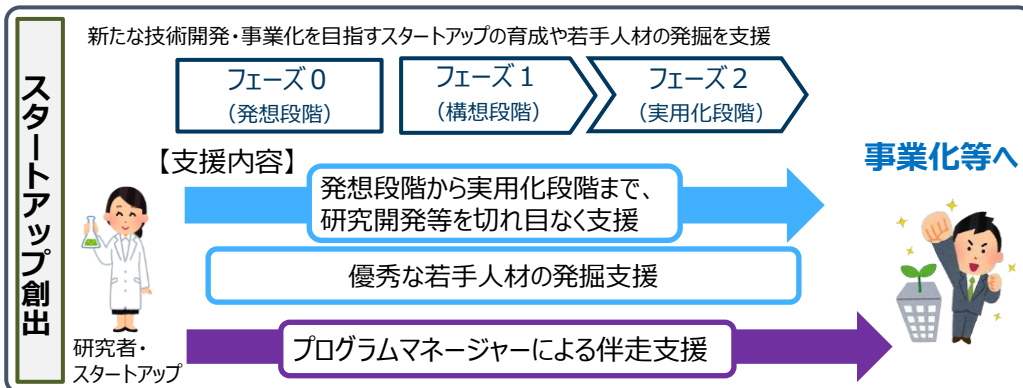 スタートアップ創出
新たな技術開発・事業化を目指すスタートアップの育成や若手人材の発掘を支援
フェーズ0
(発想段階)
フェーズ1
(構想段階)
フェーズ2
(実用化段階)
【支援内容】
事業化等へ
発想段階から実用化段階まで、
研究開発等を切れ目なく支援
優秀な若手人材の発掘支援
研究者・
スタートアップ
プログラムマネージャーによる伴走支援